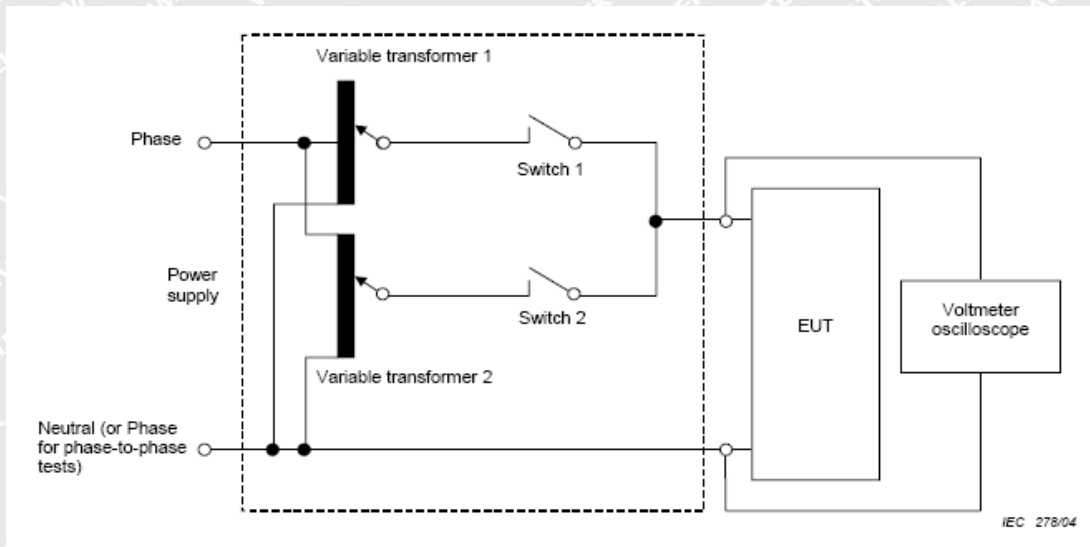 Variable transformer 1
Phase
Switch 1
Power
supply
Switch 2
EUT
Voltmeter
oscilloscope
Variable transformer 2
Neutral (or Phase
for phase-to-phase
tests)
IEC 278/04